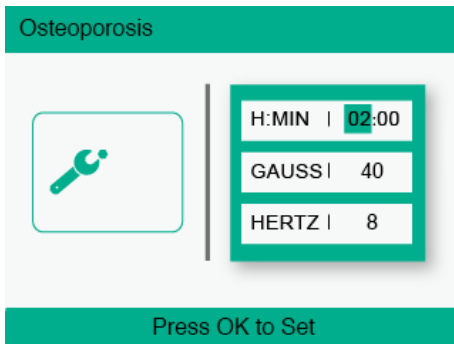 Osteoporosis
H:MIN | 02:00
GAUSS | 40
HERTZ | 8
Press OK to Set